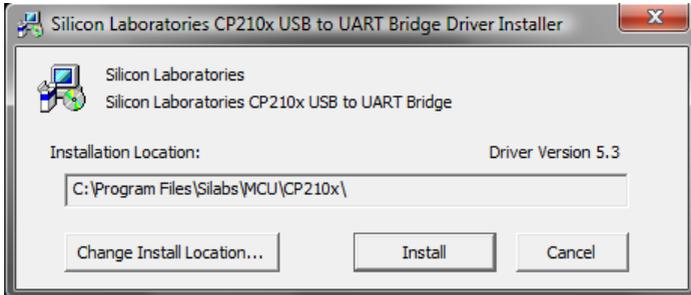 Silicon Laboratories CP210x USB to UART Bridge Driver Installer
Silicon Laboratories
Silicon Laboratories CP210x USB to UART Bridge
Installation Location: Driver Version 5.3
C:\Program Files\Silabs\MCU\CP210x\
Change Install Location... Install Cancel